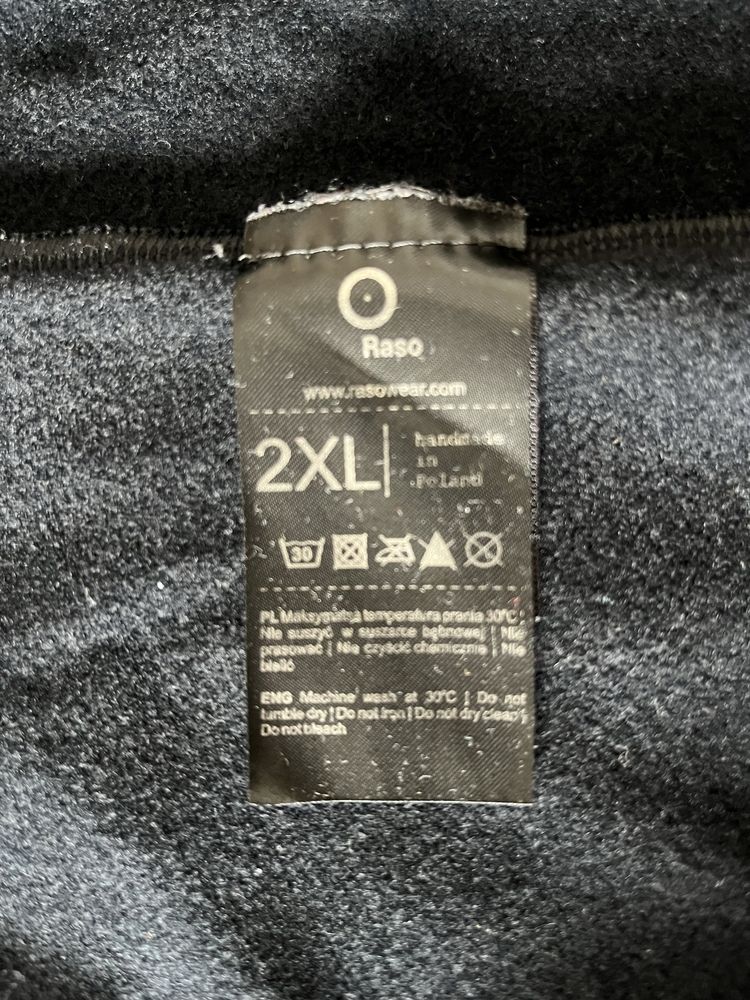 Raso
www.rasowear.com
2XL
handmade
in
Poland
30
PL Maksymalna temperatura prania 30°C |
Nie suszyć w suszarce bębnowej | Nie
prasować | Nie czyścić chemicznie | Nie
bielić
ENG Machine wash at 30°C | Do not
tumble dry | Do not Iron | Do not dry clean |
Do not bleach